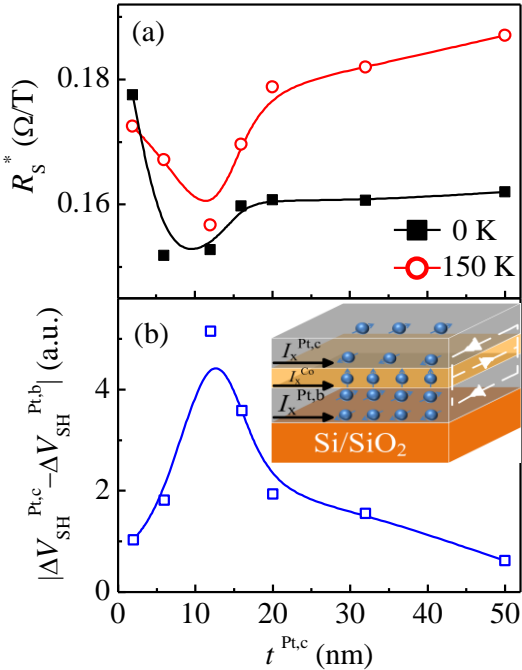 (a)
0.18
0.16
R_S^* (Ω/T)
0 K
150 K
(b)
4
2
0
|ΔV_SH^Pt,c−ΔV_SH^Pt,b| (a.u.)
I_x^Pt,c
I_x^Co
I_x^Pt,b
Si/SiO₂
0 10 20 30 40 50
t^Pt,c (nm)